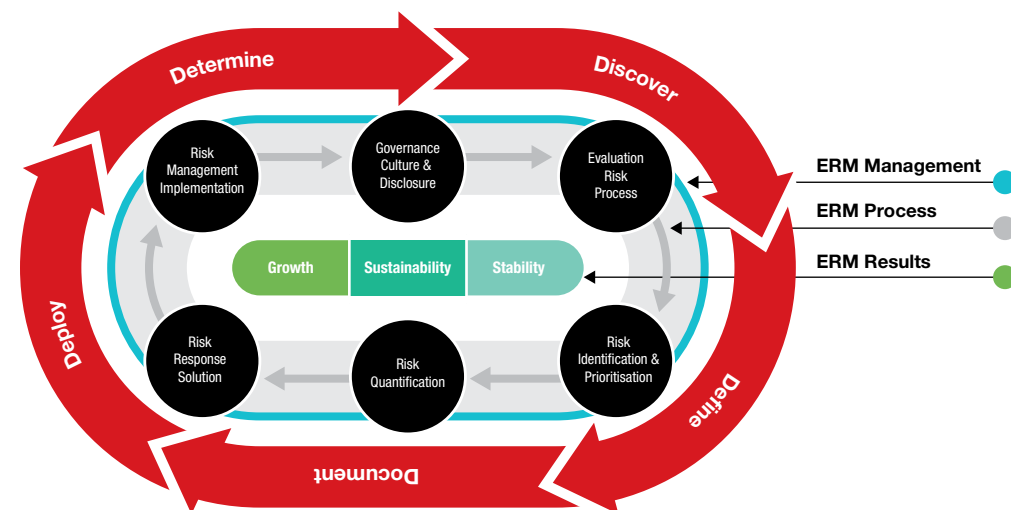 Determine
Discover
Risk
Management
Implementation
Governance
Culture &
Disclosure
Evaluation
Risk
Process
ERM Management
ERM Process
ERM Results
Growth
Sustainability
Stability
Deploy
Risk
Response
Solution
Risk
Quantification
Risk
Identification &
Prioritisation
Define
Document